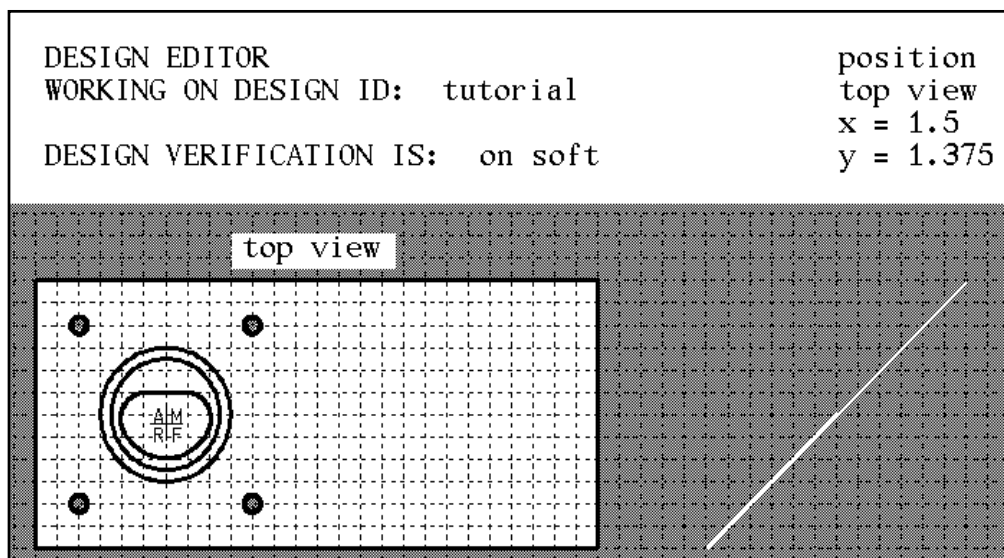 DESIGN EDITOR
WORKING ON DESIGN ID: tutorial
DESIGN VERIFICATION IS: on soft
position
top view
x = 1.5
y = 1.375
top view
A M
R F